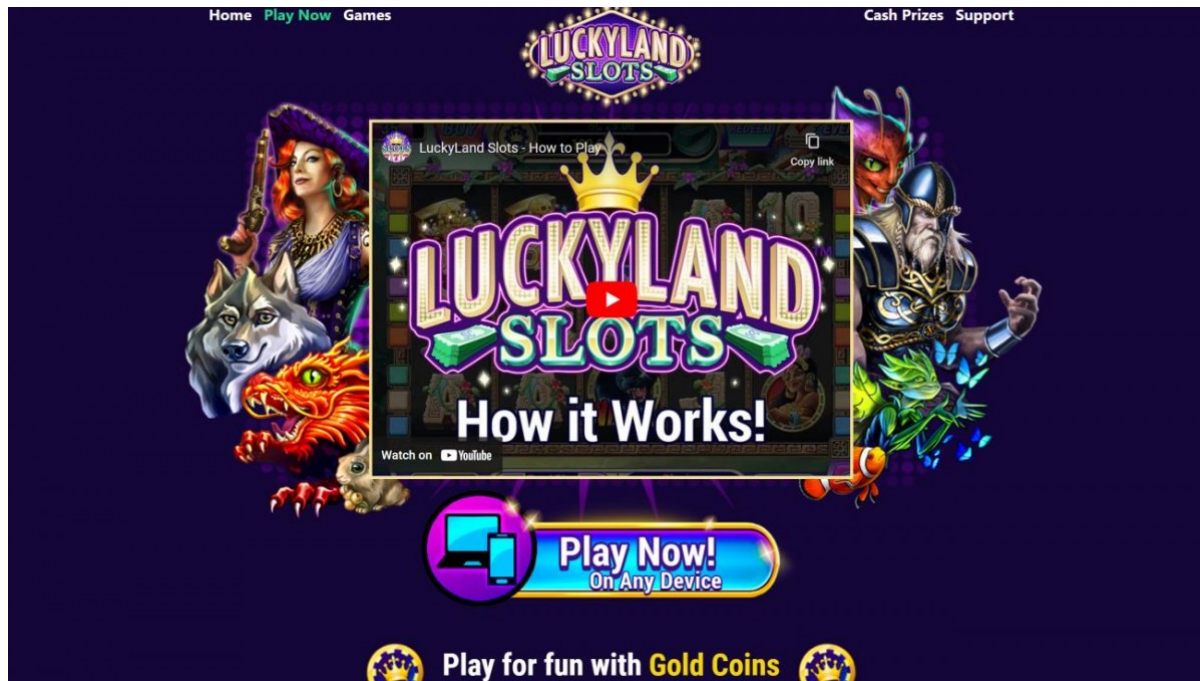 Home Play Now Games
Cash Prizes Support
LUCKYLAND
SLOTS
LuckyLand Slots - How to Play
Copy link
LUCKYLAND
SLOTS
How it Works!
Watch on YouTube
Play Now!
On Any Device
Play for fun with Gold Coins